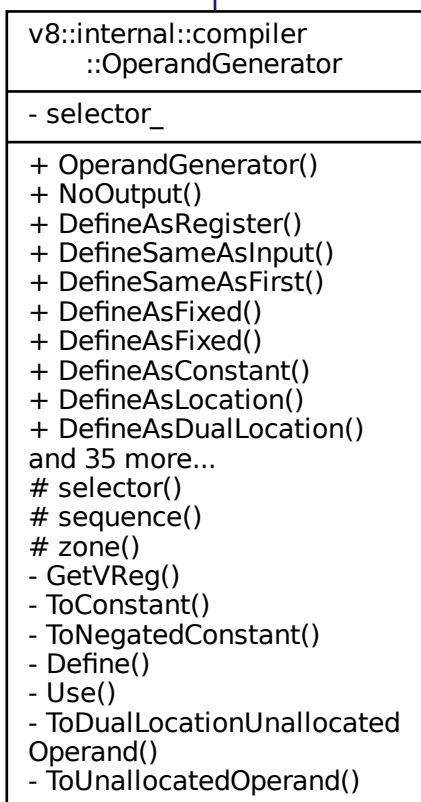 v8::internal::compiler
::OperandGenerator
- selector_
+ OperandGenerator()
+ NoOutput()
+ DefineAsRegister()
+ DefineSameAsInput()
+ DefineSameAsFirst()
+ DefineAsFixed()
+ DefineAsFixed()
+ DefineAsConstant()
+ DefineAsLocation()
+ DefineAsDualLocation()
and 35 more...
# selector()
# sequence()
# zone()
- GetVReg()
- ToConstant()
- ToNegatedConstant()
- Define()
- Use()
- ToDualLocationUnallocated
Operand()
- ToUnallocatedOperand()